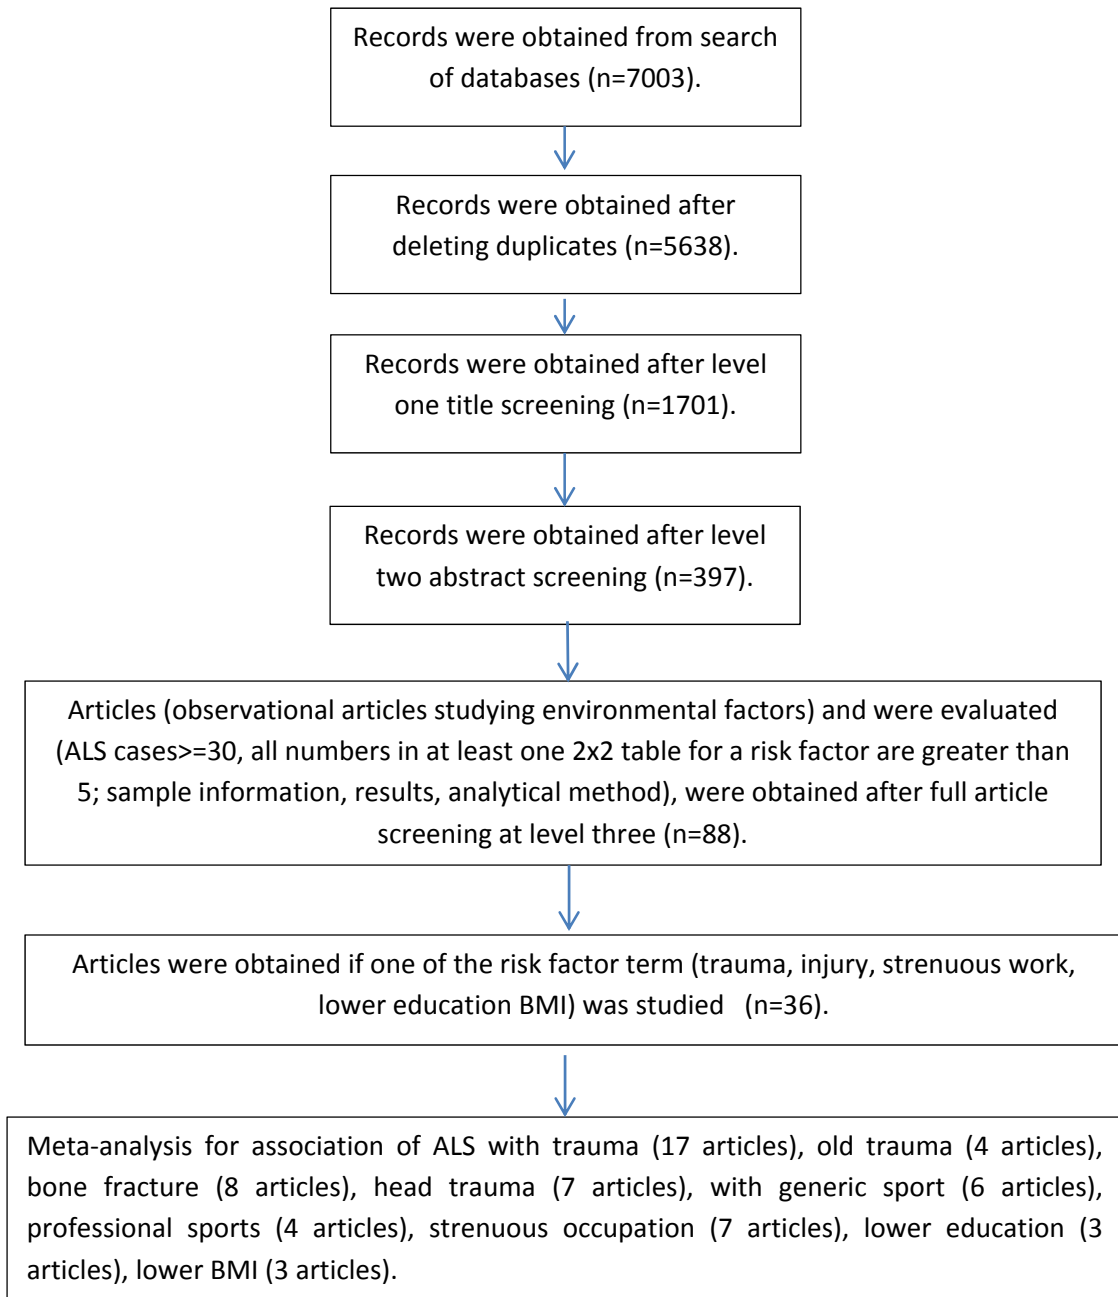 Records were obtained from search
of databases (n=7003).
Records were obtained after
deleting duplicates (n=5638).
Records were obtained after level
one title screening (n=1701).
Records were obtained after level
two abstract screening (n=397).
Articles (observational articles studying environmental factors) and were evaluated
(ALS cases>=30, all numbers in at least one 2x2 table for a risk factor are greater than
5; sample information, results, analytical method), were obtained after full article
screening at level three (n=88).
Articles were obtained if one of the risk factor term (trauma, injury, strenuous work,
lower education BMI) was studied (n=36).
Meta-analysis for association of ALS with trauma (17 articles), old trauma (4 articles),
bone fracture (8 articles), head trauma (7 articles), with generic sport (6 articles),
professional sports (4 articles), strenuous occupation (7 articles), lower education (3
articles), lower BMI (3 articles).